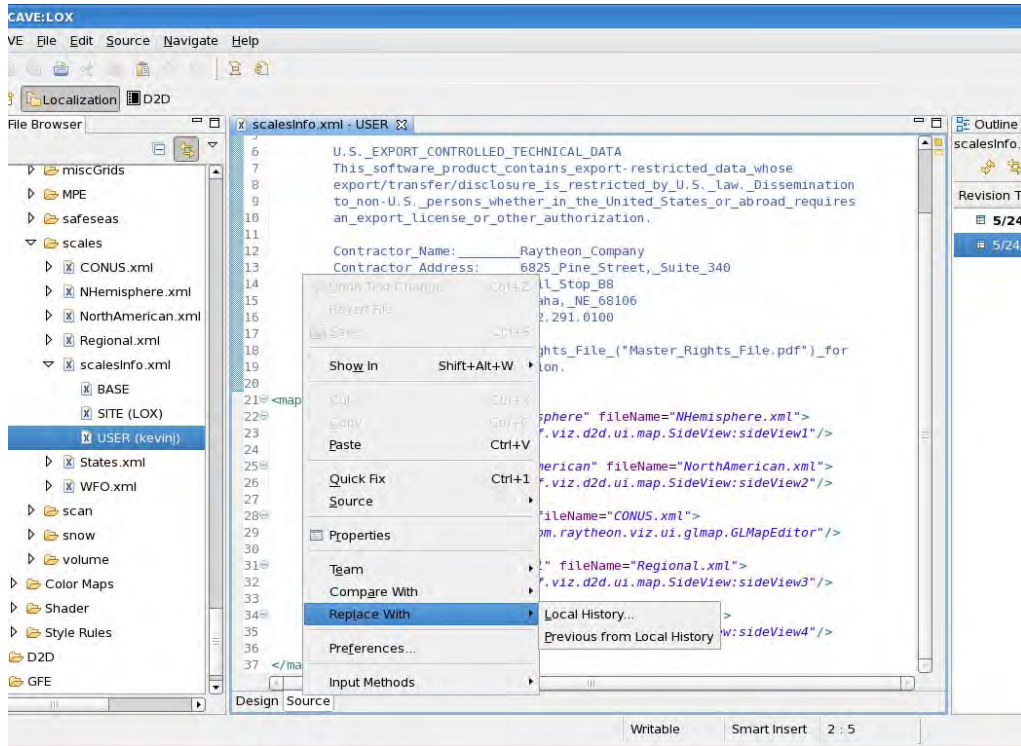 CAVE:LOX
VE File Edit Source Navigate Help
Localization D2D
File Browser
miscGrids
MPE
safeseas
scales
CONUS.xml
NHemisphere.xml
NorthAmerican.xml
Regional.xml
scalesInfo.xml
BASE
SITE (LOX)
USER (kevinj)
States.xml
WFO.xml
scan
snow
volume
Color Maps
Shader
Style Rules
D2D
GFE
scalesInfo.xml - USER
6 U.S._EXPORT_CONTROLLED_TECHNICAL_DATA
7 This_software_product_contains_export-restricted_data_whose
8 export/transfer/disclosure_is_restricted_by_U.S._law._Dissemination
9 to_non-U.S._persons_whether_in_the_United_States_or_abroad_requires
10 an_export_license_or_other_authorization.
11
12 Contractor_Name:________Raytheon_Company
13 Contractor_Address:_____6825_Pine_Street,_Suite_340
14 il_Stop_B8
15 aha,_NE_68106
16 2.291.0100
17
18 ghts_File_("Master_Rights_File.pdf")_for
19 ion.
20
21 <map
22 sphere" fileName="NHemisphere.xml">
23 f.viz.d2d.ui.map.SideView:sideView1"/>
24
25 merican" fileName="NorthAmerican.xml">
26 f.viz.d2d.ui.map.SideView:sideView2"/>
27
28 fileName="CONUS.xml">
29 om.raytheon.viz.ui.glmap.GLMapEditor"/>
30
31 l" fileName="Regional.xml">
32 f.viz.d2d.ui.map.SideView:sideView3"/>
33
34 >
35 w:sideView4"/>
36
37 </ma
Undo Text Change Ctrl+Z
Revert File
Save Ctrl+S
Show In Shift+Alt+W
Cut Ctrl+X
Copy Ctrl+C
Paste Ctrl+V
Quick Fix Ctrl+1
Source
Properties
Team
Compare With
Replace With
Preferences...
Input Methods
Local History...
Previous from Local History
Design Source
Outline
scalesInfo.
Revision T
5/24
5/24
Writable Smart Insert 2 : 5